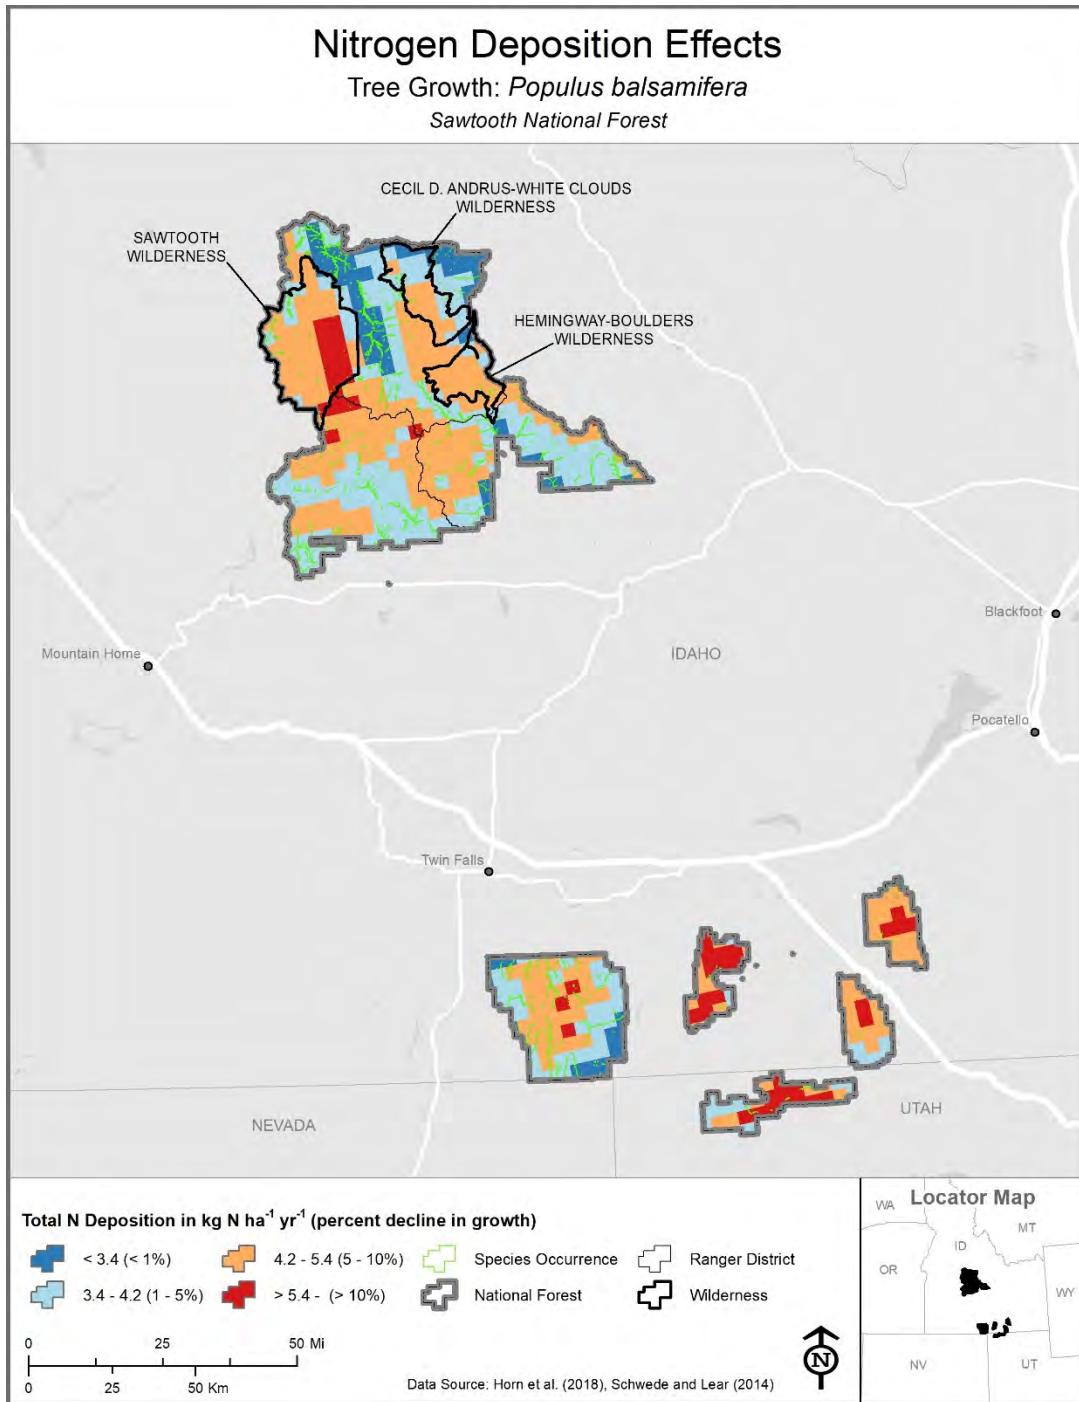 Nitrogen Deposition Effects
Tree Growth: Populus balsamifera
Sawtooth National Forest
CECIL D. ANDRUS-WHITE CLOUDS
WILDERNESS
SAWTOOTH
WILDERNESS
HEMINGWAY-BOULDERS
WILDERNESS
Blackfoot
Mountain Home
IDAHO
Pocatello
Twin Falls
NEVADA
UTAH
Total N Deposition in kg N ha⁻¹ yr⁻¹ (percent decline in growth)
< 3.4 (< 1%)
4.2 - 5.4 (5 - 10%)
Species Occurrence
Ranger District
3.4 - 4.2 (1 - 5%)
> 5.4 - (> 10%)
National Forest
Wilderness
0 25 50 Mi
0 25 50 Km
N
Data Source: Horn et al. (2018), Schwede and Lear (2014)
Locator Map
WA
MT
ID
OR
WY
NV
UT